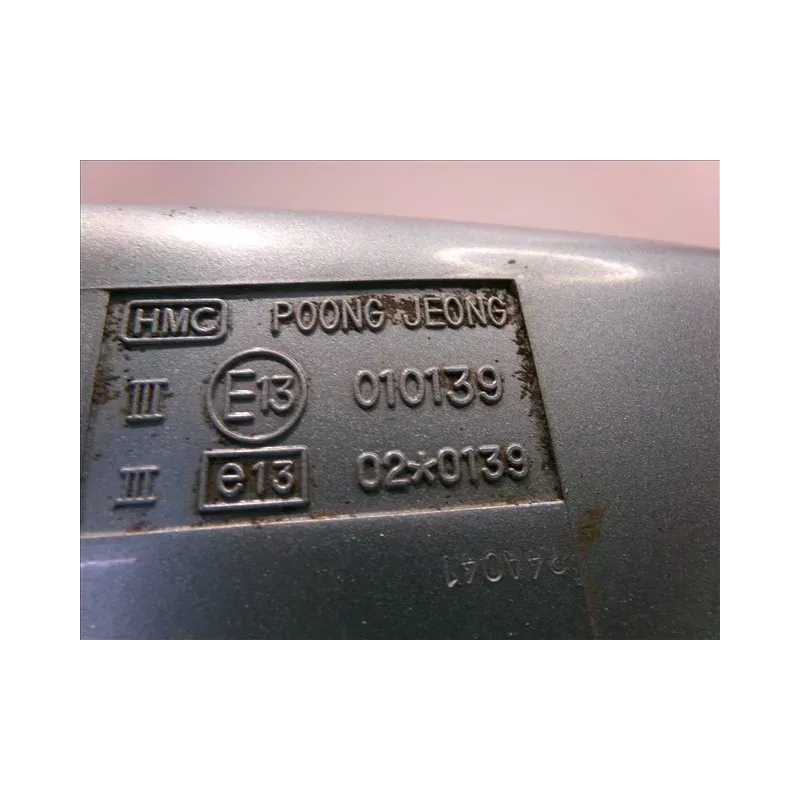 HMC POONG JEONG
III E13 010139
III e13 02*0139